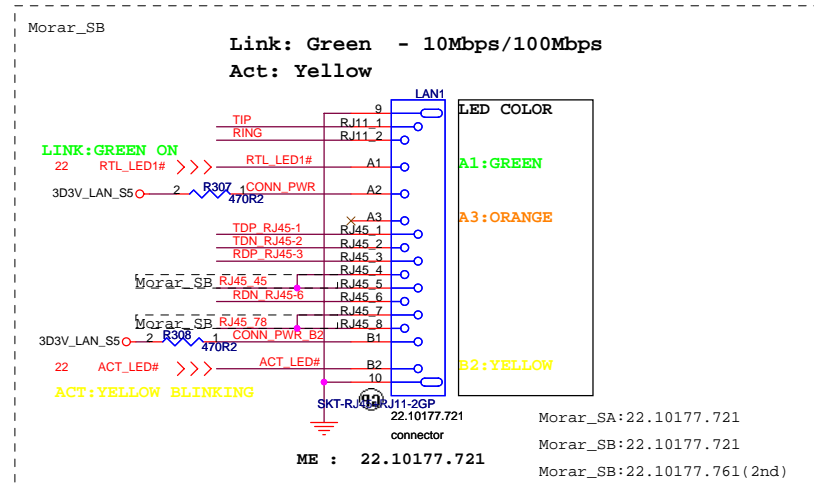 Morar_SB
Link: Green - 10Mbps/100Mbps
Act: Yellow
LAN1
9
LED COLOR
TIP
RJ11_1
RING
RJ11_2
LINK:GREEN ON
22 RTL_LED1# RTL_LED1# A1
A1:GREEN
3D3V_LAN_S5 2 R307 1 CONN_PWR A2
470R2
A3
A3:ORANGE
TDP_RJ45-1 RJ45_1
TDN_RJ45-2 RJ45_2
RDP_RJ45-3 RJ45_3
RJ45_4
Morar_SB RJ45_45 RJ45_5
RDN_RJ45-6 RJ45_6
RJ45_7
Morar_SB RJ45_78 RJ45_8
3D3V_LAN_S5 2 R308 1 CONN_PWR_B2 B1
470R2
22 ACT_LED# ACT_LED# B2
B2:YELLOW
10
ACT:YELLOW BLINKING
22.10177.721
Morar_SA:22.10177.721
connector
Morar_SB:22.10177.721
ME : 22.10177.721
Morar_SB:22.10177.761(2nd)